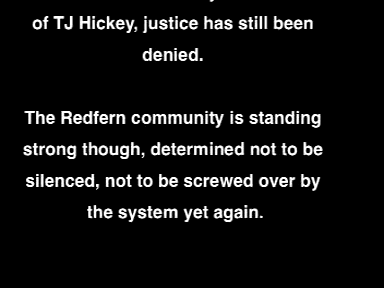 of TJ Hickey, justice has still been
denied.
The Redfern community is standing
strong though, determined not to be
silenced, not to be screwed over by
the system yet again.